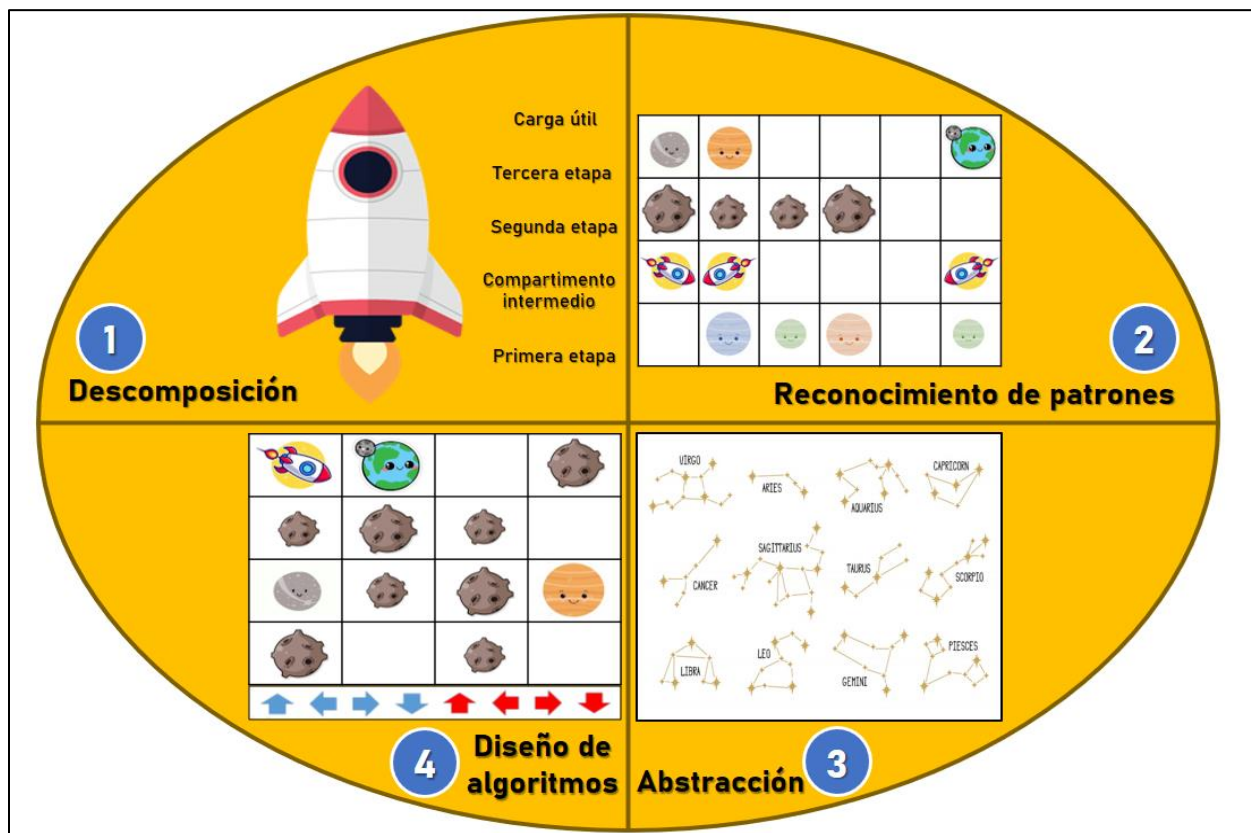 Carga útil
Tercera etapa
Segunda etapa
Compartimento
intermedio
Primera etapa
1
Descomposición
2
Reconocimiento de patrones
VIRGO
ARIES
AQUARIUS
CAPRICORN
CANCER
SAGITTARIUS
TAURUS
SCORPIO
LIBRA
LEO
GEMINI
PIESCES
4
Diseño de
algoritmos
Abstracción
3